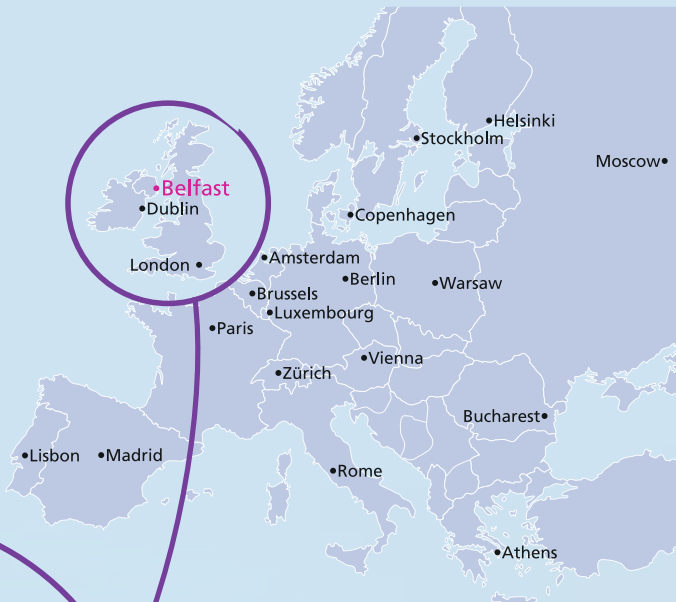 Helsinki
Stockholm
Moscow
Belfast
Dublin
Copenhagen
London
Amsterdam
Berlin
Warsaw
Brussels
Luxembourg
Paris
Vienna
Zürich
Bucharest
Lisbon
Madrid
Rome
Athens